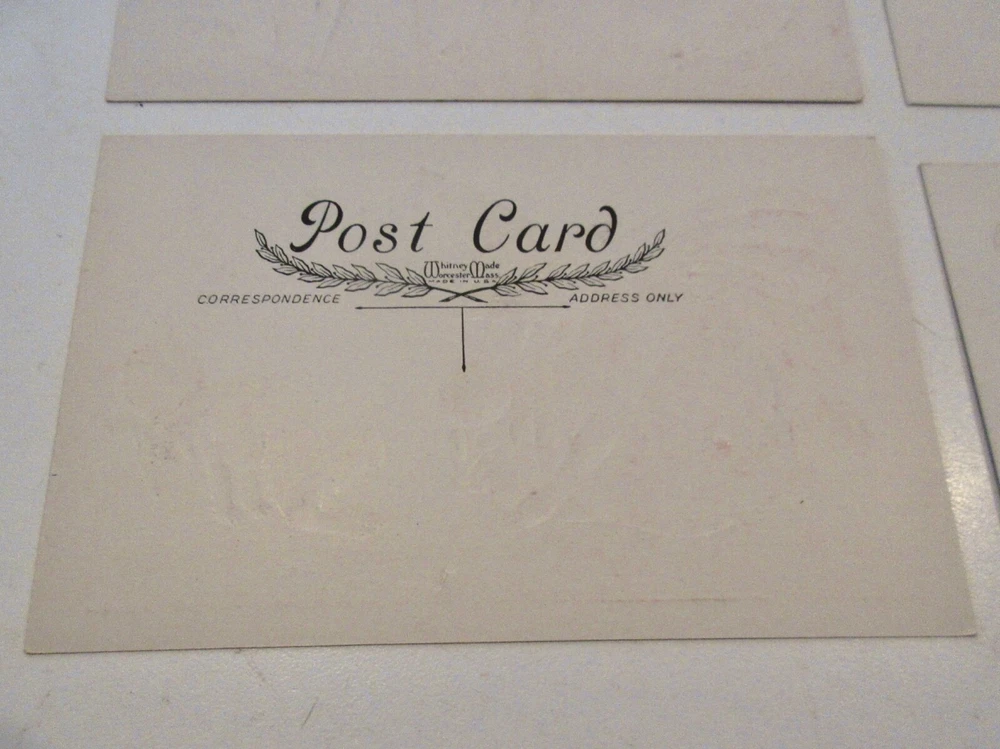 Post Card
Whitney Made
Worcester Mass.
MADE IN U.S.A.
CORRESPONDENCE
ADDRESS ONLY